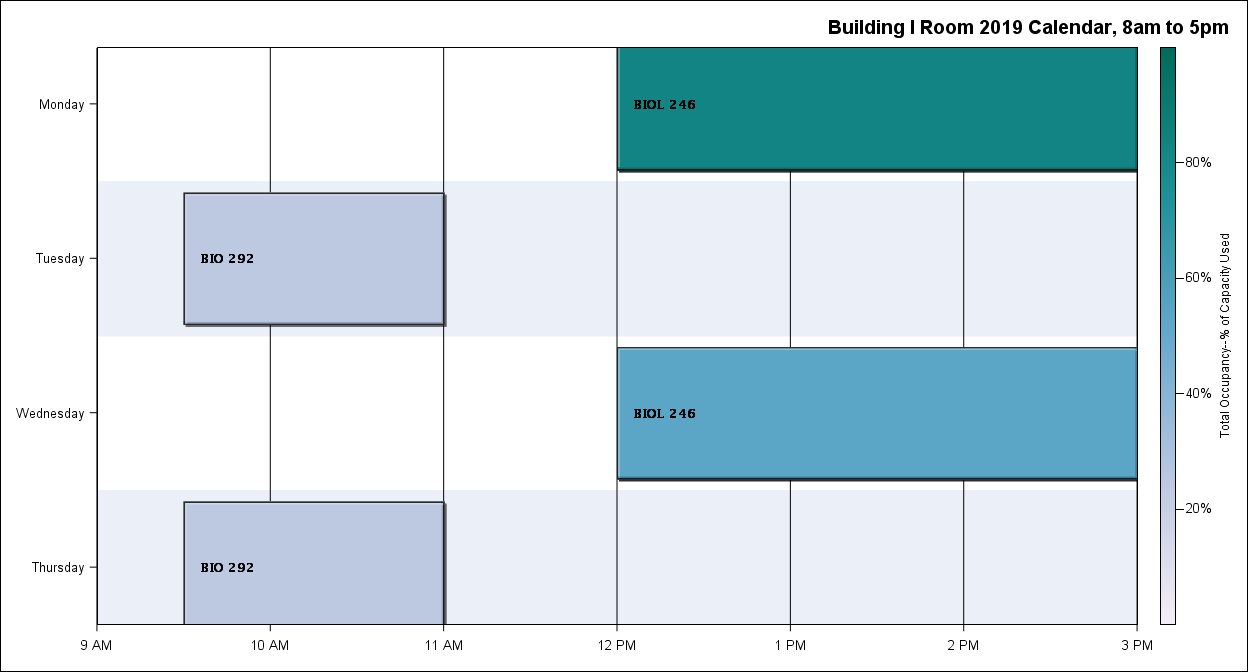 Building I Room 2019 Calendar, 8am to 5pm
Monday
BIOL 246
80%
Tuesday
BIO 292
60%
Total Occupancy--% of Capacity Used
40%
Wednesday
BIOL 246
20%
Thursday
BIO 292
9 AM
10 AM
11 AM
12 PM
1 PM
2 PM
3 PM